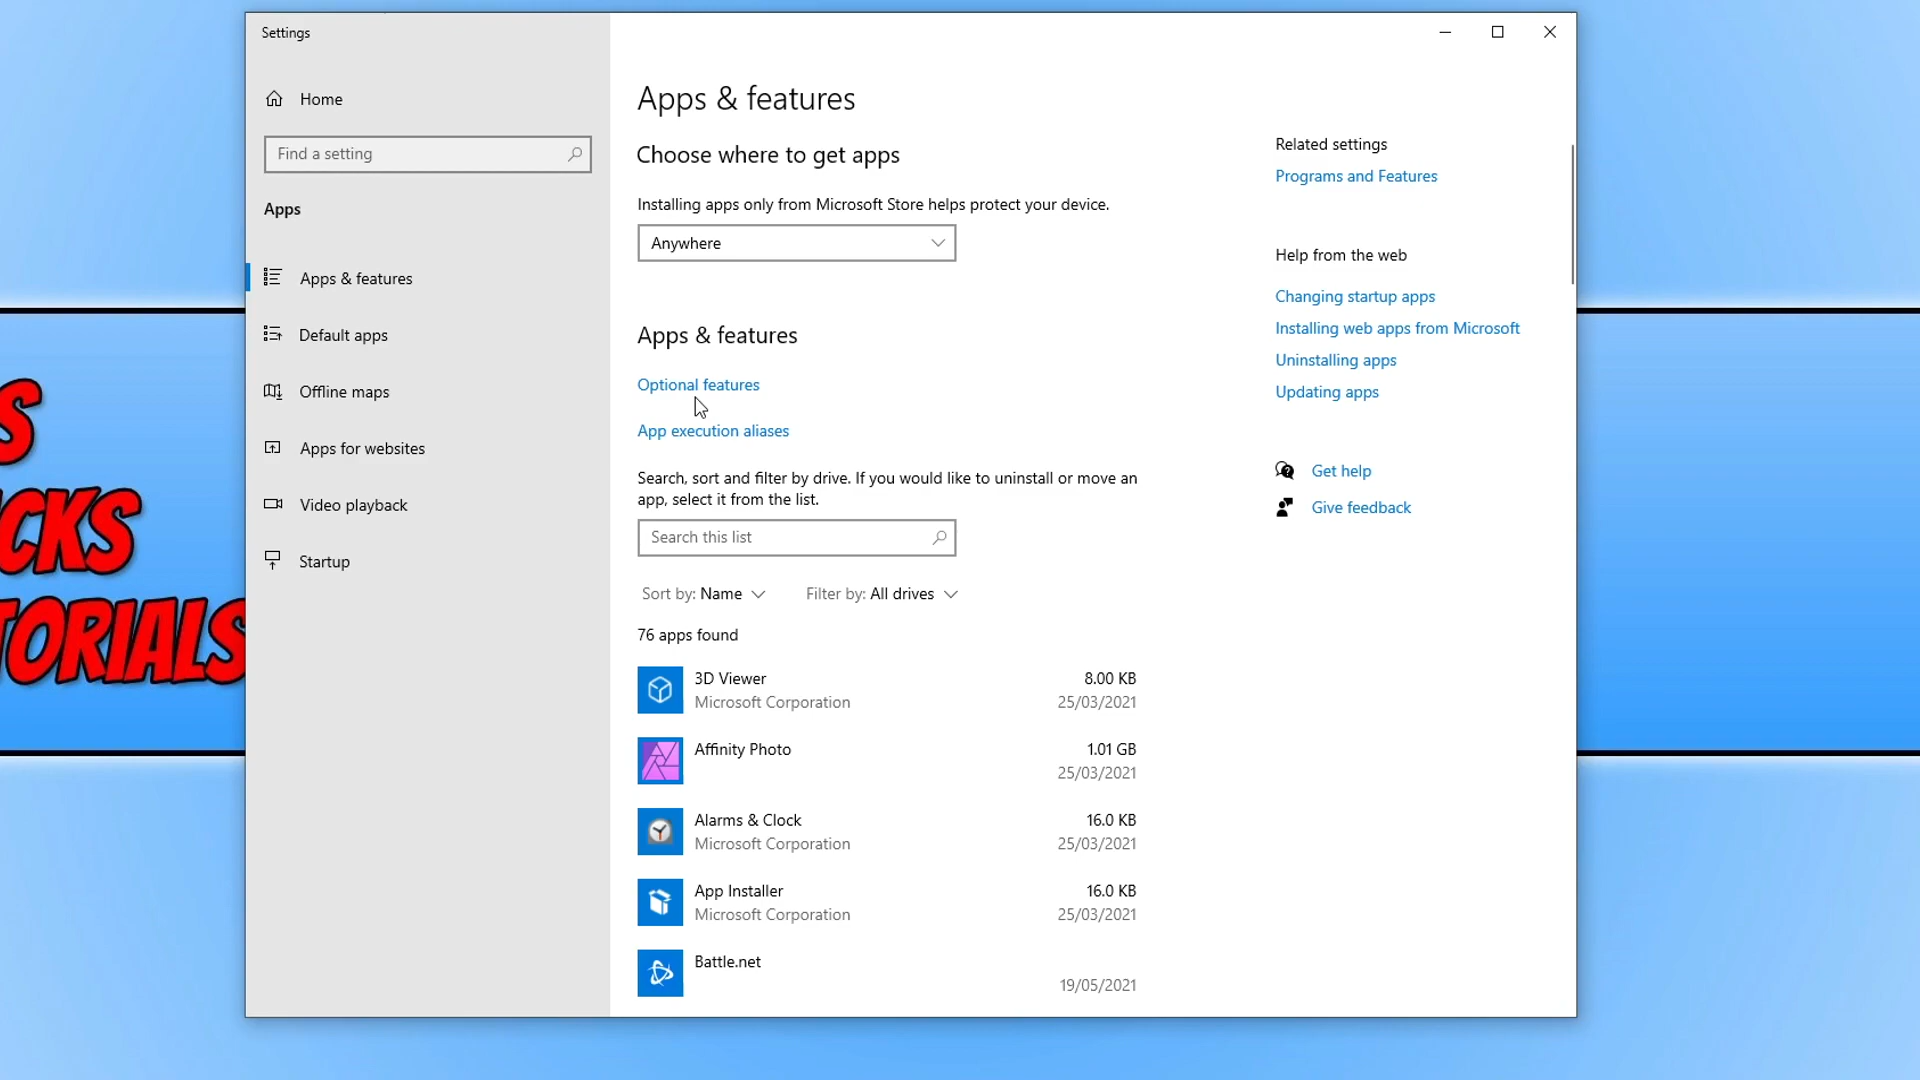 Settings
Home
Find a setting
Apps
Apps & features
Default apps
Offline maps
Apps for websites
Video playback
Startup
Apps & features
Choose where to get apps
Installing apps only from Microsoft Store helps protect your device.
Anywhere
Apps & features
Optional features
App execution aliases
Search, sort and filter by drive. If you would like to uninstall or move an
app, select it from the list.
Search this list
Sort by: Name
Filter by: All drives
76 apps found
3D Viewer
Microsoft Corporation
8.00 KB
25/03/2021
Affinity Photo
1.01 GB
25/03/2021
Alarms & Clock
Microsoft Corporation
16.0 KB
25/03/2021
App Installer
Microsoft Corporation
16.0 KB
25/03/2021
Battle.net
19/05/2021
Related settings
Programs and Features
Help from the web
Changing startup apps
Installing web apps from Microsoft
Uninstalling apps
Updating apps
Get help
Give feedback